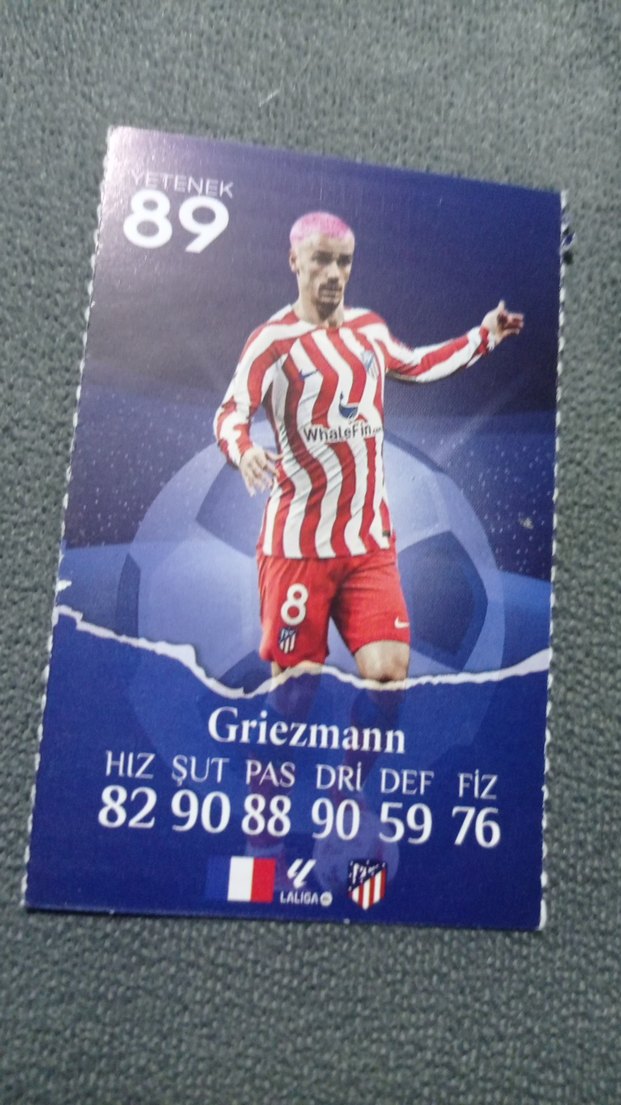 YETENEK
89
WhaleFin
8
Griezmann
HIZ ŞUT PAS DRİ DEF FİZ
82 90 88 90 59 76
LALIGA